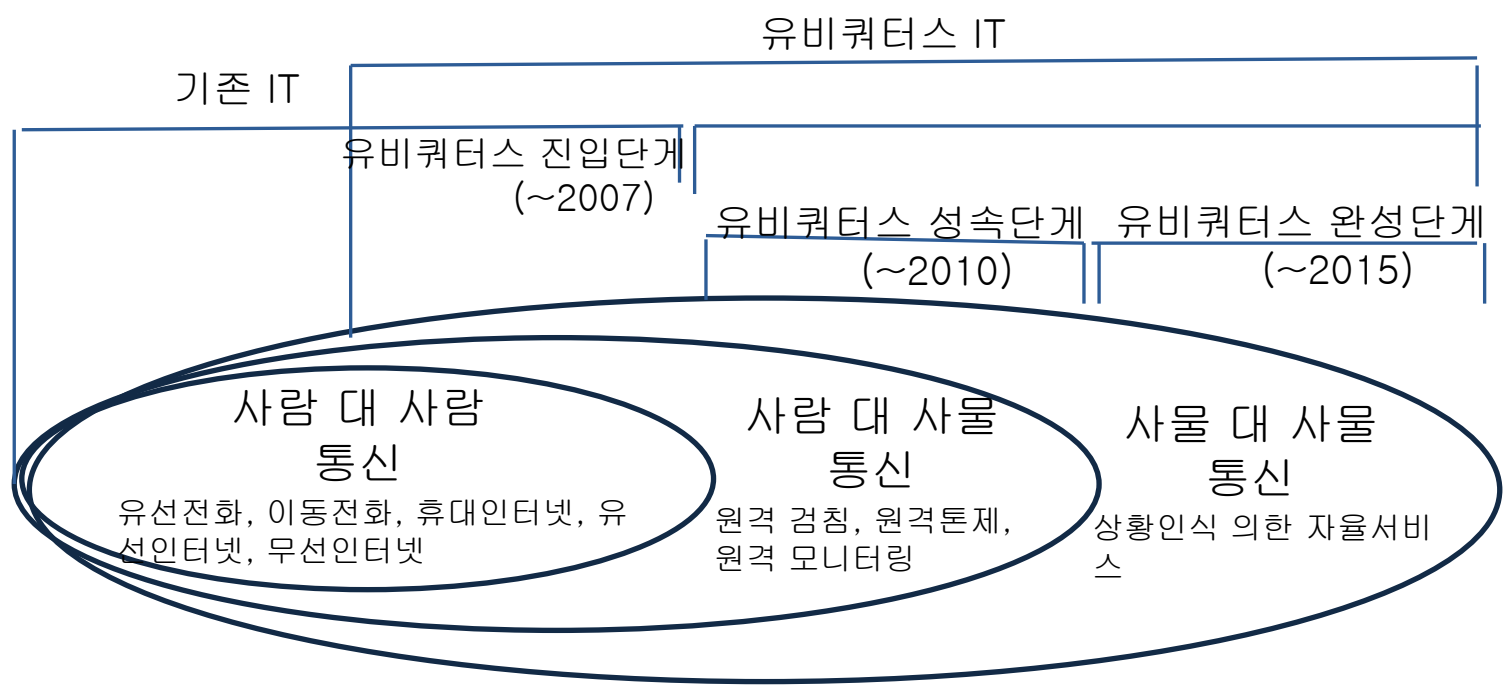 유비쿼터스 IT
기존 IT
유비쿼터스 진입단게
(~2007)
유비쿼터스 성속단게
(~2010)
유비쿼터스 완성단게
(~2015)
사람 대 사람
통신
유선전화, 이동전화, 휴대인터넷, 유
선인터넷, 무선인터넷
사람 대 사물
통신
원격 검침, 원격톤제,
원격 모니터링
사물 대 사물
통신
상황인식 의한 자율서비
스